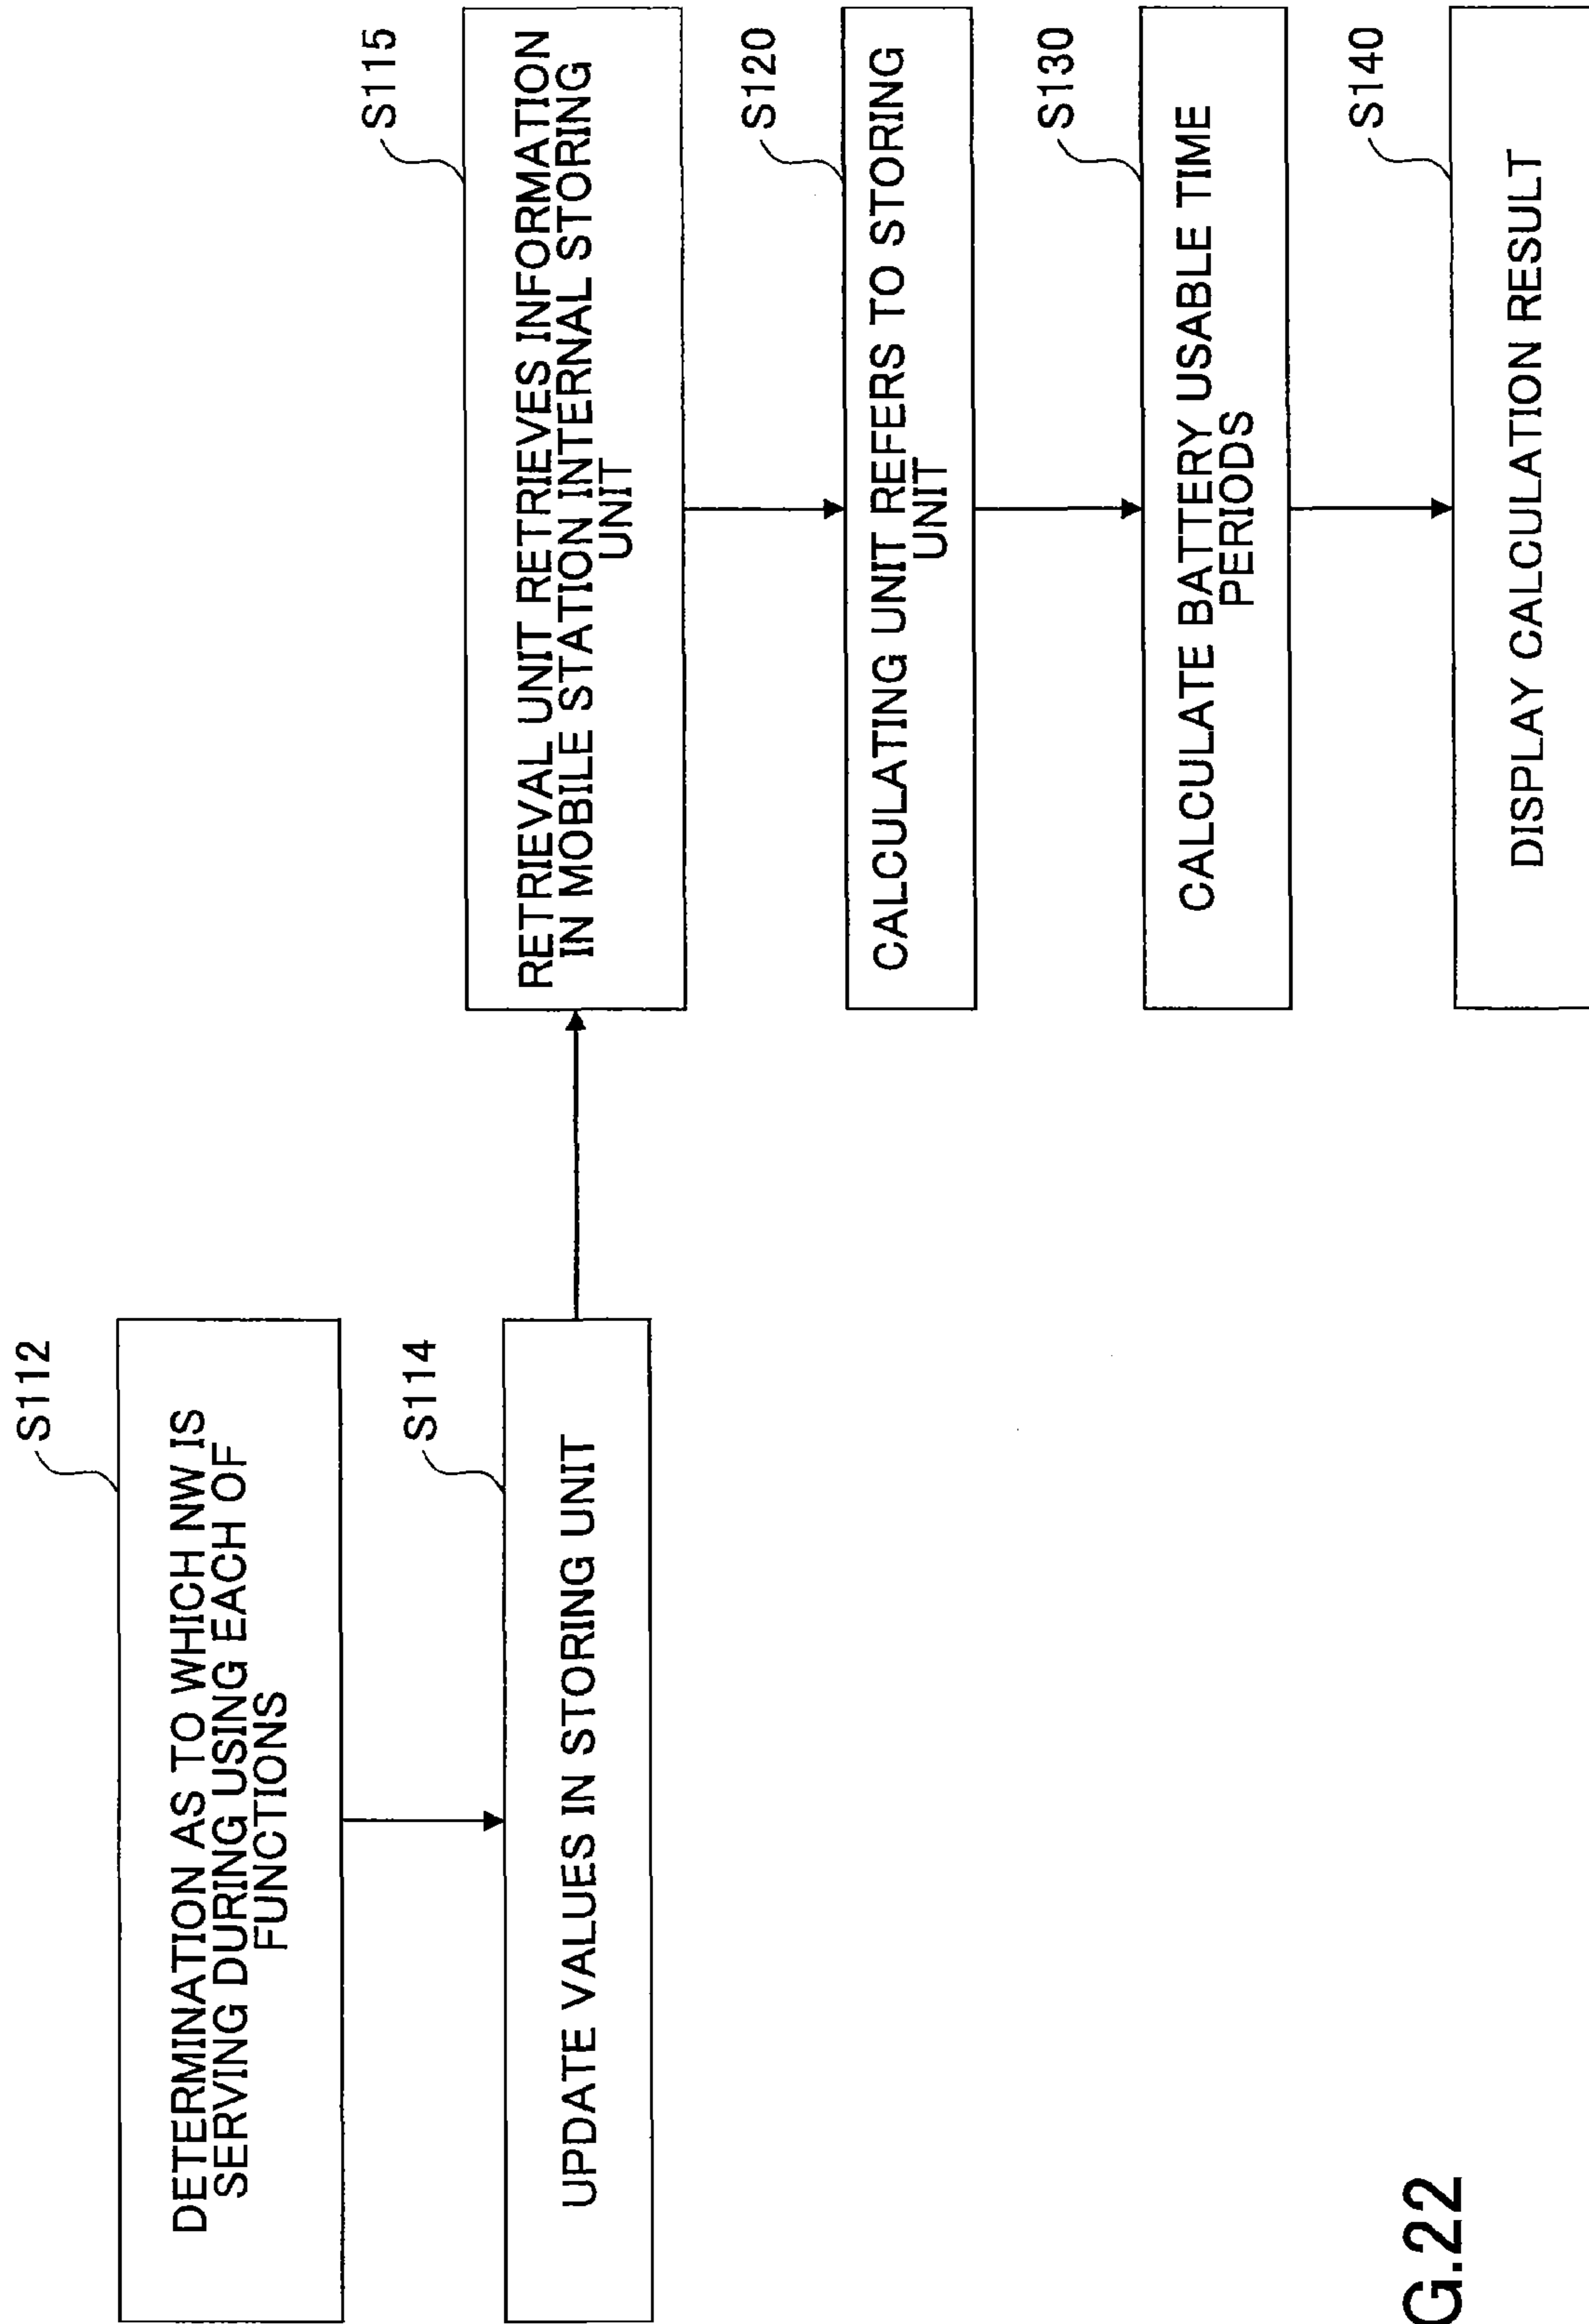 S112
DETERMINATION AS TO WHICH NW IS
SERVING DURING USING EACH OF
FUNCTIONS
S114
UPDATE VALUES IN STORING UNIT
S115
RETRIEVAL UNIT RETRIEVES INFORMATION
IN MOBILE STATION INTERNAL STORING
UNIT
S120
CALCULATING UNIT REFERS TO STORING
UNIT
S130
CALCULATE BATTERY USABLE TIME
PERIODS
S140
DISPLAY CALCULATION RESULT
G.22